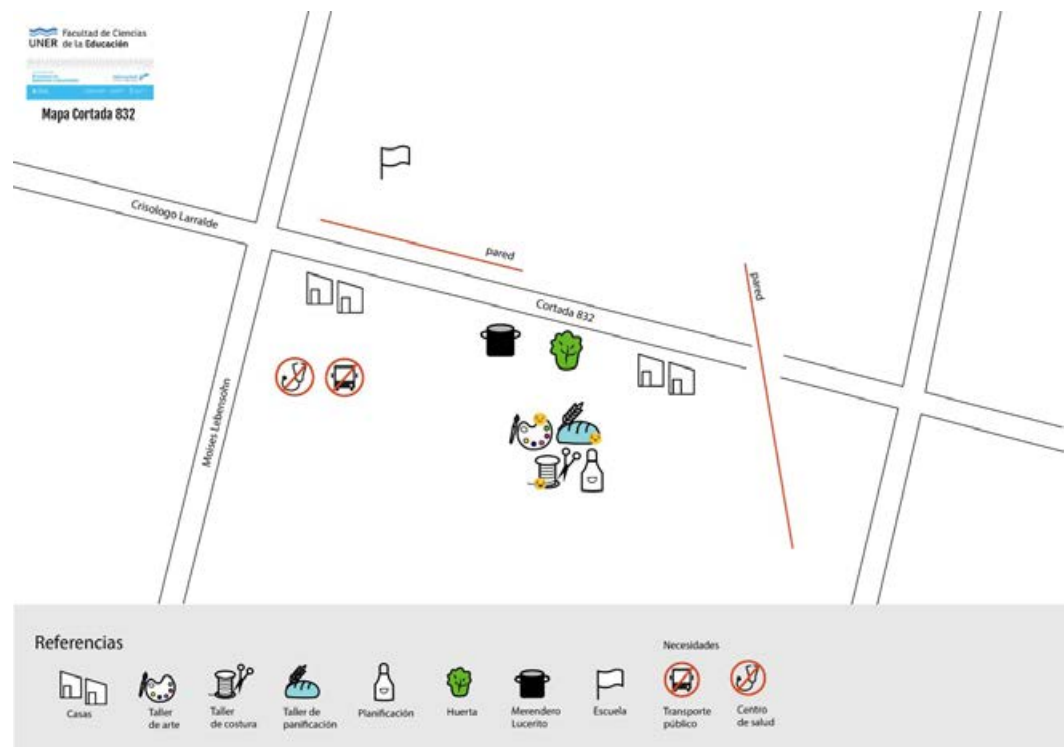 Facultad de Ciencias
UNER de la Educación
Mapa Cortada 832
Crisologo Larralde
pared
pared
Cortada 832
Moises Lebensohn
Referencias
Necesidades
Casas
Taller
de arte
Taller
de costura
Taller de
panificación
Planificación
Huerta
Merendero
Lucerito
Escuela
Transporte
público
Centro
de salud